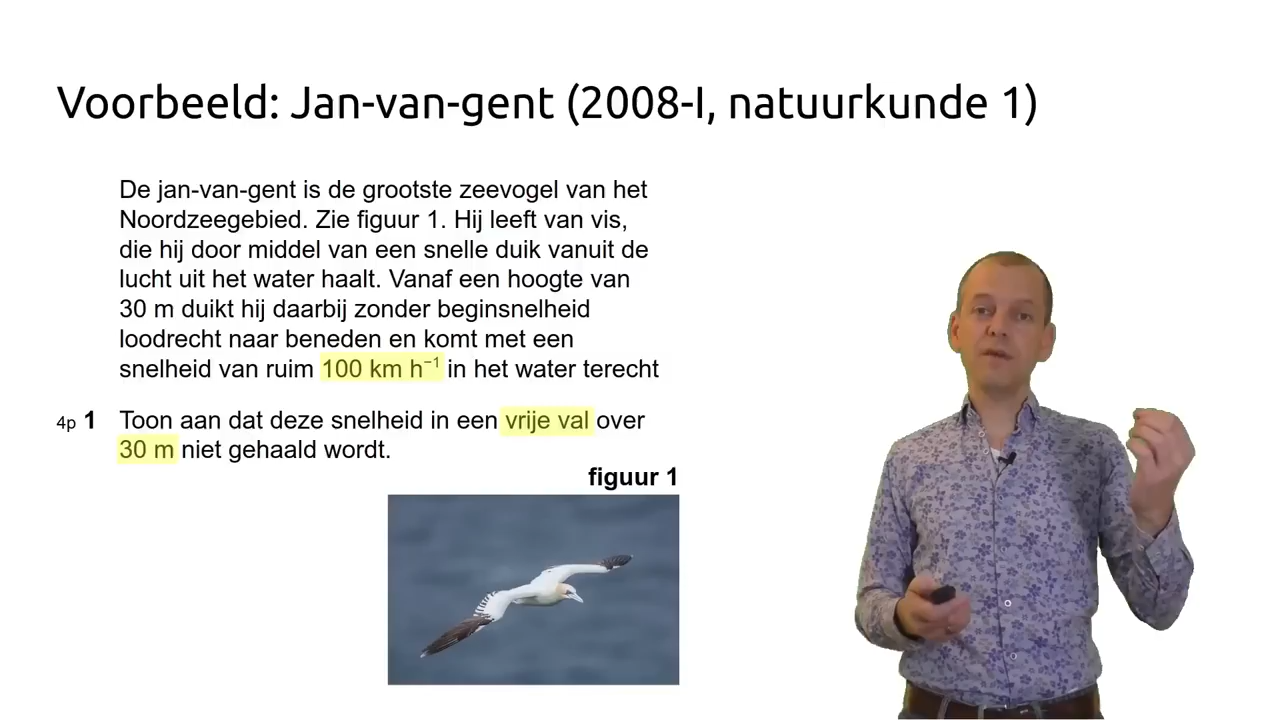 Voorbeeld: Jan-van-gent (2008-I, natuurkunde 1)
De jan-van-gent is de grootste zeevogel van het
Noordzeegebied. Zie figuur 1. Hij leeft van vis,
die hij door middel van een snelle duik vanuit de
lucht uit het water haalt. Vanaf een hoogte van
30 m duikt hij daarbij zonder beginsnelheid
loodrecht naar beneden en komt met een
snelheid van ruim 100 km h⁻¹ in het water terecht
4p 1 Toon aan dat deze snelheid in een vrije val over
30 m niet gehaald wordt.
figuur 1